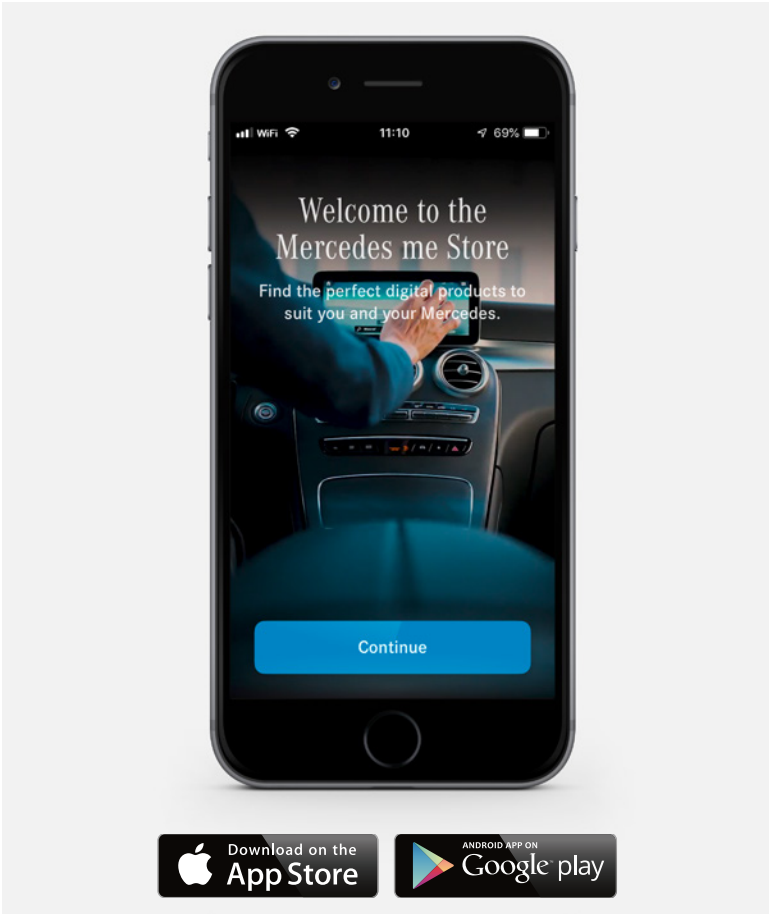 WiFi 11:10 69%
Welcome to the
Mercedes me Store
Find the perfect digital products to
suit you and your Mercedes.
Continue
Download on the
App Store
ANDROID APP ON
Google play